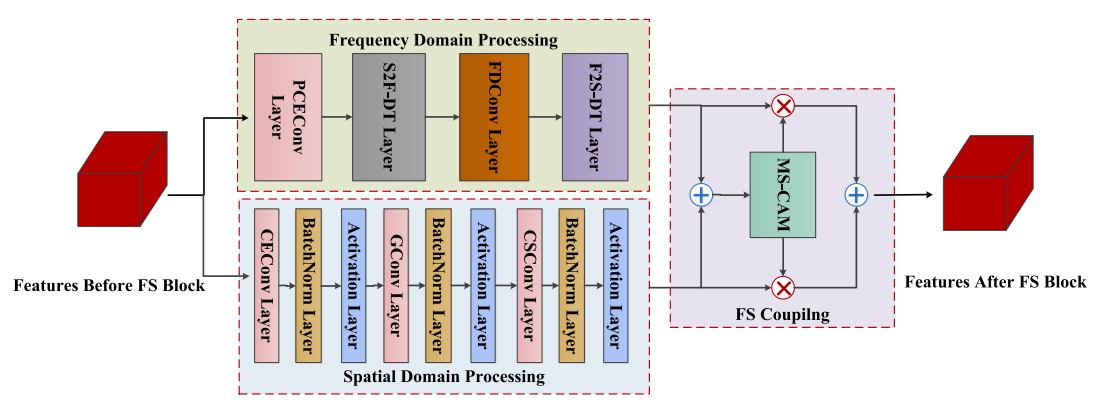 Frequency Domain Processing
PCEConv
Layer
S2F-DT Layer
FDConv Layer
F2S-DT Layer
Features Before FS Block
CEConv Layer
BatchNorm Layer
Activation Layer
GConv Layer
BatchNorm Layer
Activation Layer
CSConv Layer
BatchNorm Layer
Activation Layer
Spatial Domain Processing
MS-CAM
FS Coupilng
Features After FS Block